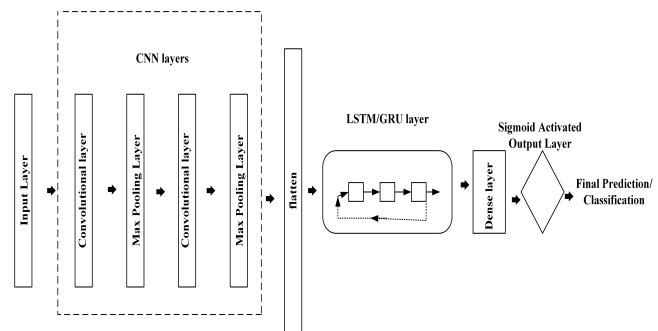 CNN layers
Input Layer
Convolutional layer
Max Pooling Layer
Convolutional layer
Max Pooling Layer
flatten
LSTM/GRU layer
Dense layer
Sigmoid Activated
Output Layer
Final Prediction/
Classification